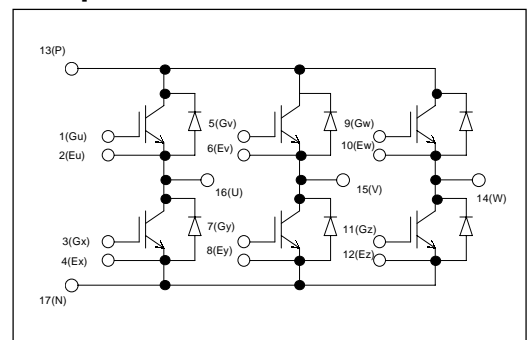 13(P)
1(Gu)
2(Eu)
5(Gv)
6(Ev)
9(Gw)
10(Ew)
16(U)
15(V)
14(W)
3(Gx)
4(Ex)
7(Gy)
8(Ey)
11(Gz)
12(Ez)
17(N)